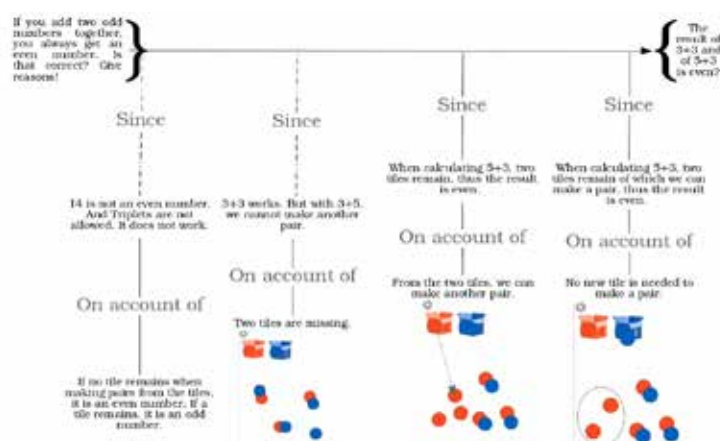 If you add two odd
numbers together,
you always get an
even number. Is
that correct? Give
reasons!
The
result of
3+3 and
of 5+3
is even?
Since
Since
Since
Since
14 is not an even number.
And Triplets are not
allowed. It does not work.
3+3 works. But with 3+5,
we cannot make another
pair.
When calculating 5+3, two
tiles remain, thus the result
is even.
When calculating 5+3, two
tiles remain of which we can
make a pair, thus the result
is even.
On account of
On account of
On account of
On account of
If no tile remains when
making pairs from the tiles,
it is an even number. If a
tile remains, it is an odd
number.
Two tiles are missing.
From the two tiles, we can
make another pair.
No new tile is needed to
make a pair.